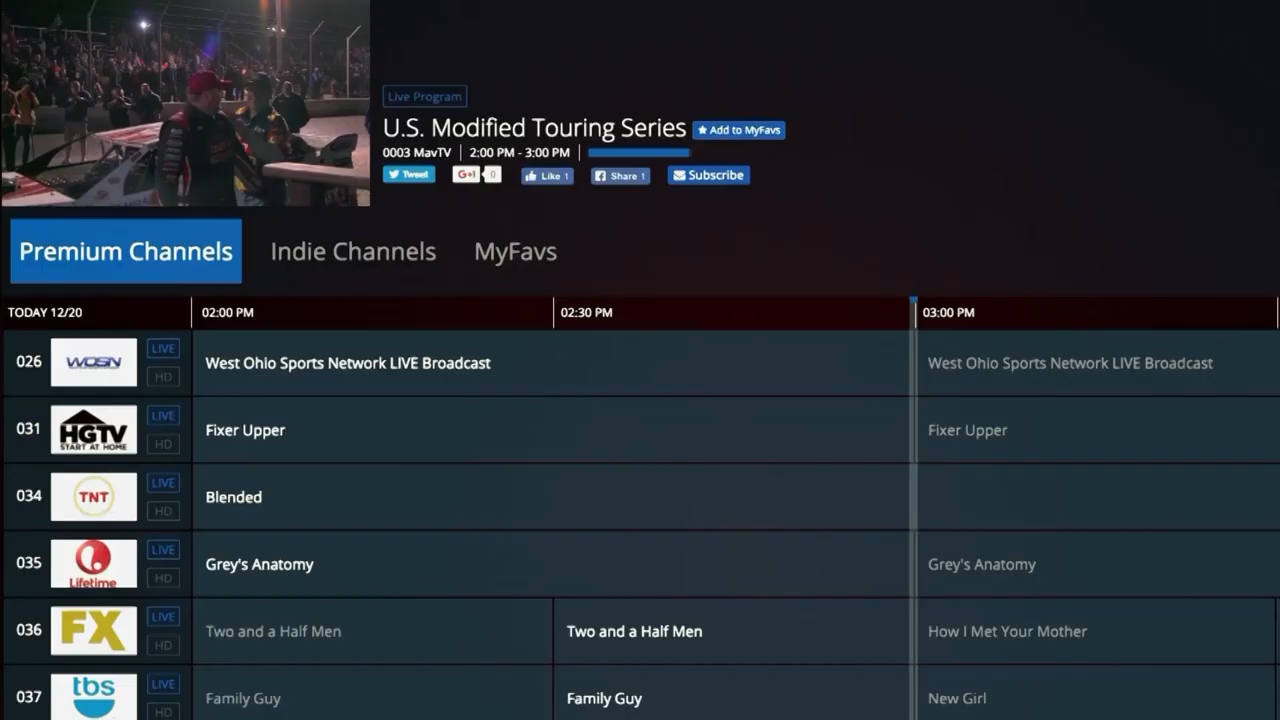 Live Program
U.S. Modified Touring Series ★ Add to MyFavs
0003 MavTV | 2:00 PM - 3:00 PM |
Tweet G+1 0 Like 1 Share 1 Subscribe
Premium Channels Indie Channels MyFavs
TODAY 12/20 02:00 PM 02:30 PM 03:00 PM
026 WOSN LIVE HD West Ohio Sports Network LIVE Broadcast West Ohio Sports Network LIVE Broadcast
031 HGTV START AT HOME LIVE HD Fixer Upper Fixer Upper
034 TNT LIVE HD Blended
035 Lifetime LIVE HD Grey's Anatomy Grey's Anatomy
036 FX LIVE HD Two and a Half Men Two and a Half Men How I Met Your Mother
037 tbs LIVE HD Family Guy Family Guy New Girl